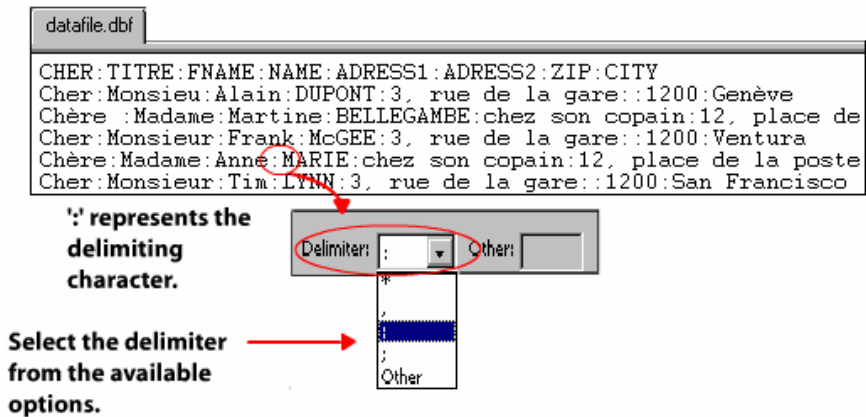 datafile.dbf
CHER:TITRE:FNAME:NAME:ADRESS1:ADRESS2:ZIP:CITY
Cher:Monsieu:Alain:DUPONT:3, rue de la gare::1200:Genève
Chère :Madame:Martine:BELLEGAMBE:chez son copain:12, place de
Cher:Monsieur:Frank:McGEE:3, rue de la gare::1200:Ventura
Chère:Madame:Anne:MARIE:chez son copain:12, place de la poste
Cher:Monsieur:Tim:LYNN:3, rue de la gare::1200:San Francisco
':' represents the
delimiting
character.
Delimiter: : Other:
*
,
:
;
Other
Select the delimiter
from the available
options.